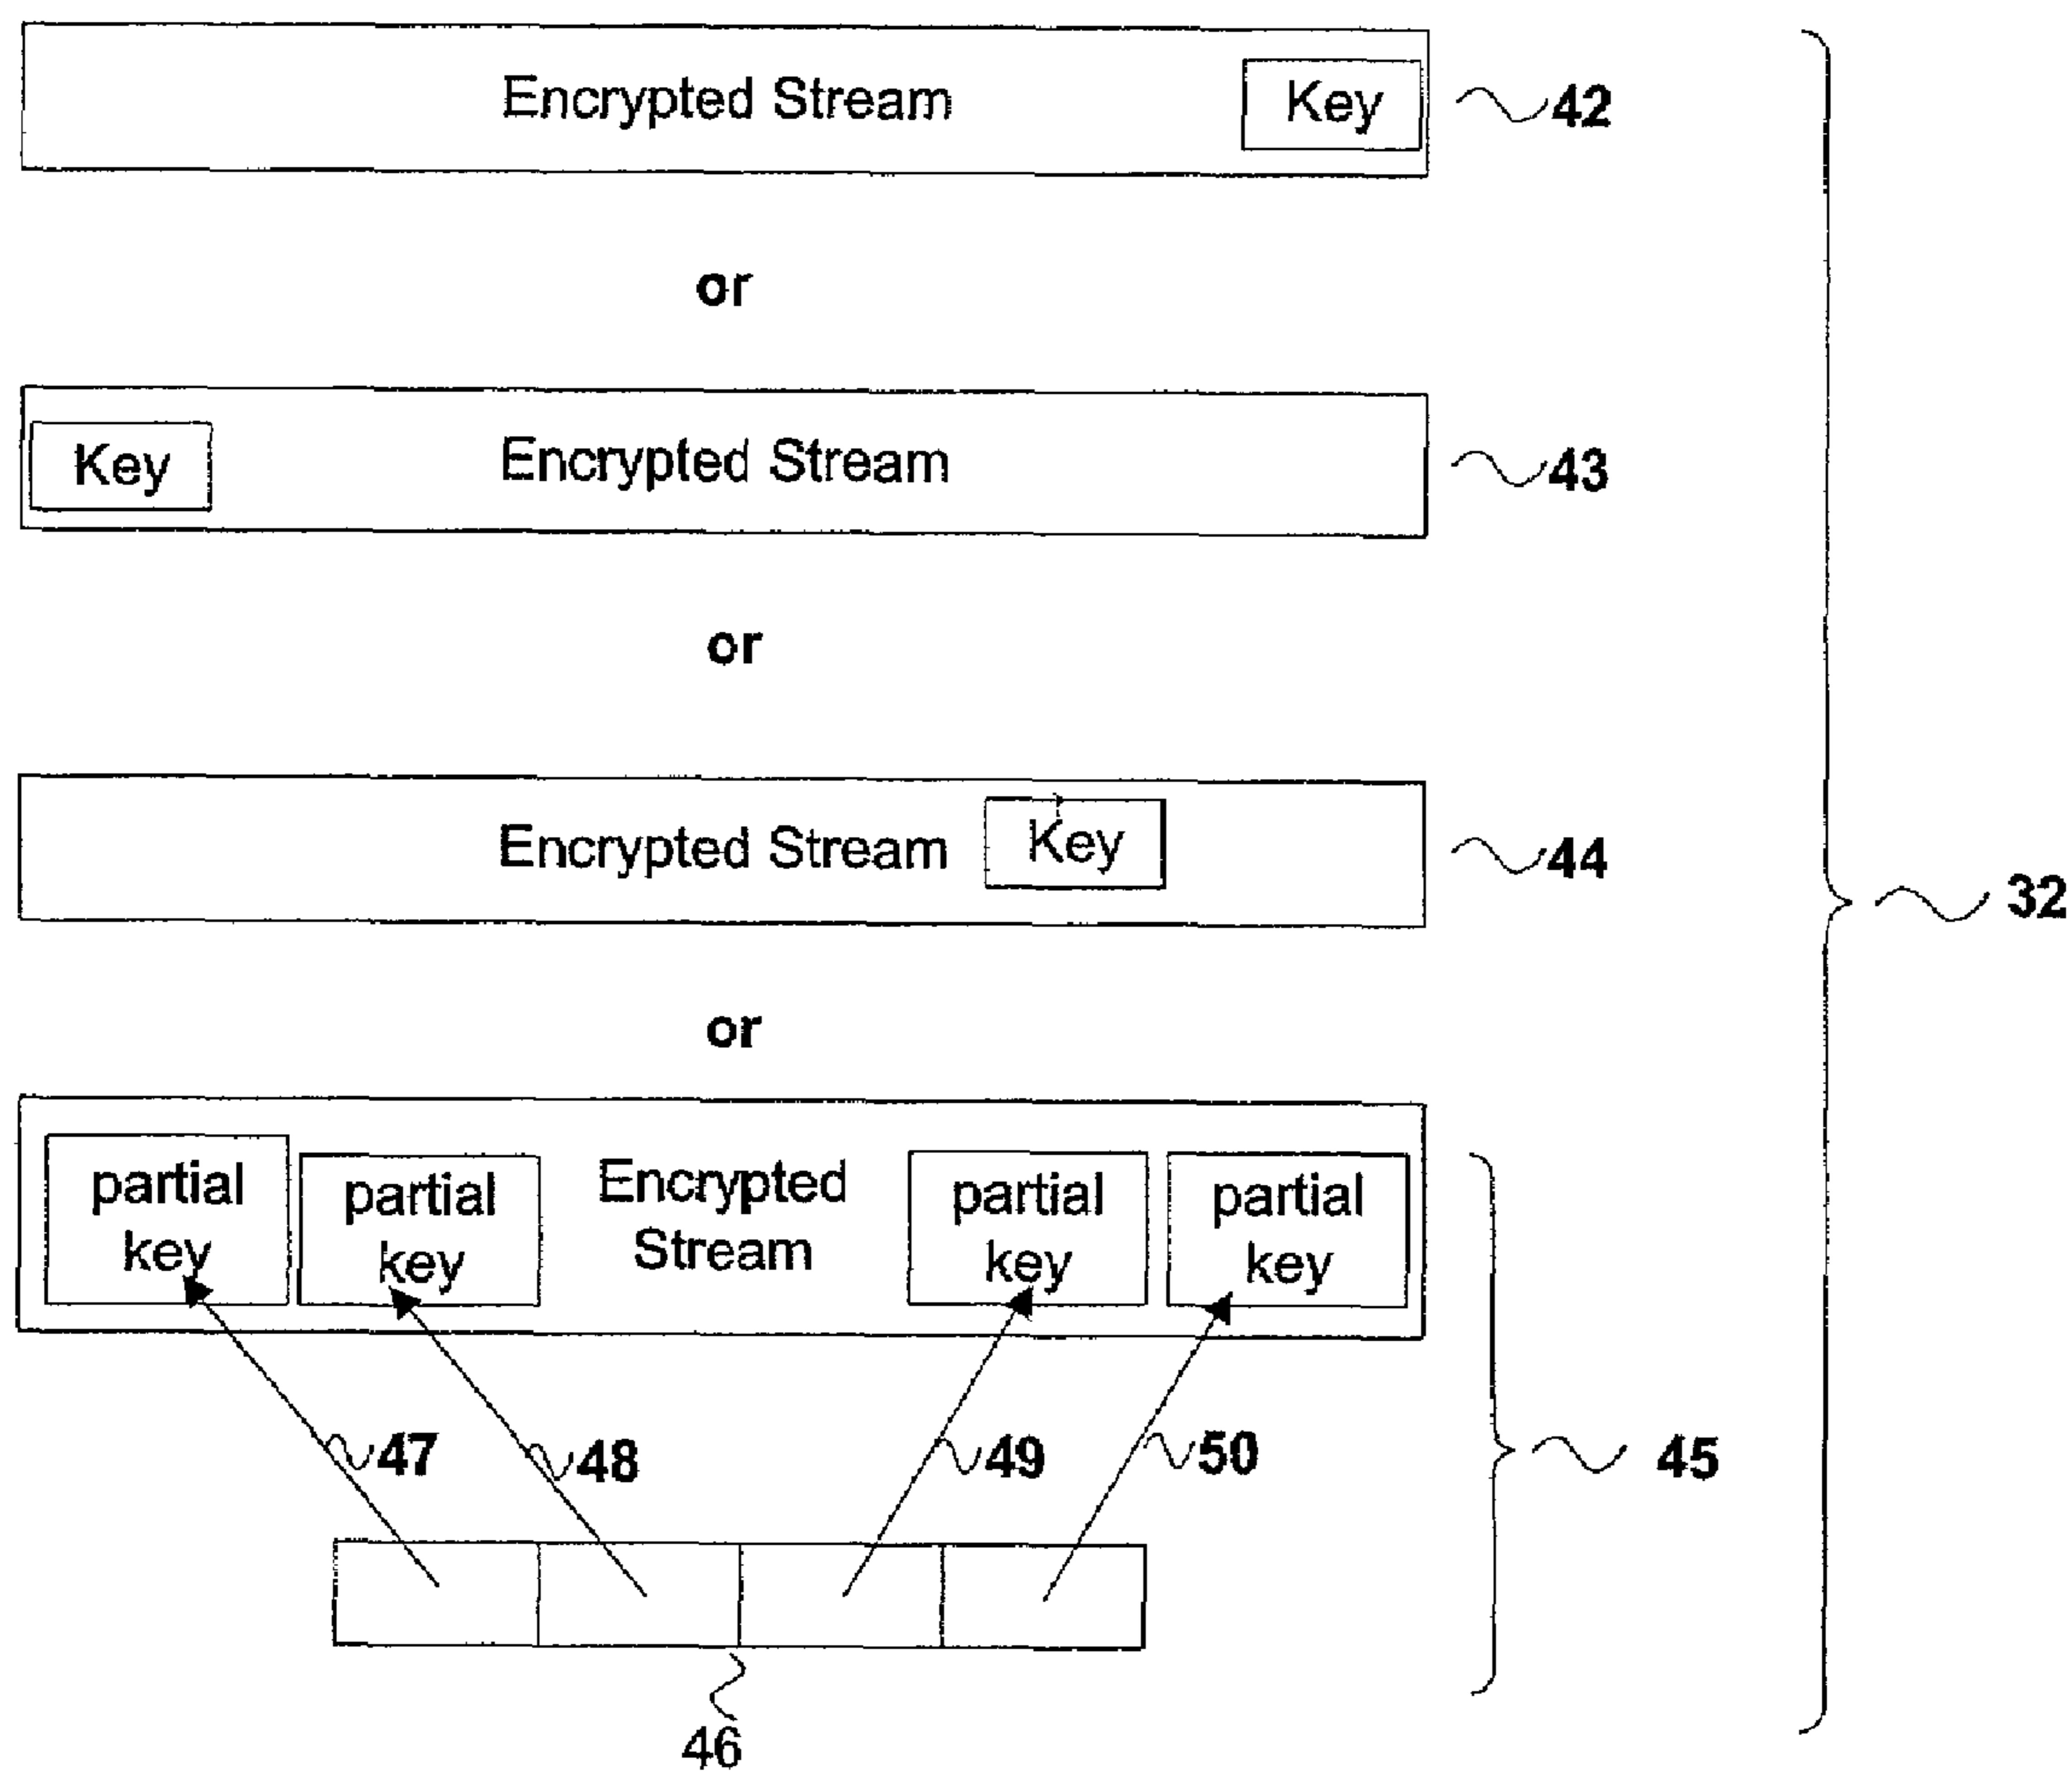 Encrypted Stream Key 42
or
Key Encrypted Stream 43
or
Encrypted Stream Key 44
32
or
partial key
partial key
Encrypted Stream
partial key
partial key
47 48 49 50 45
46